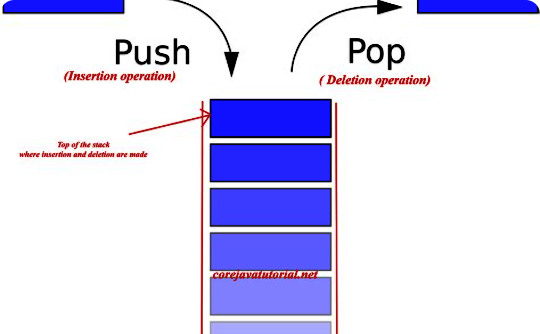 Push
Pop
(Insertion operation)
( Deletion operation)
Top of the stack
where insertion and deletion are made
corejavatutorial.net